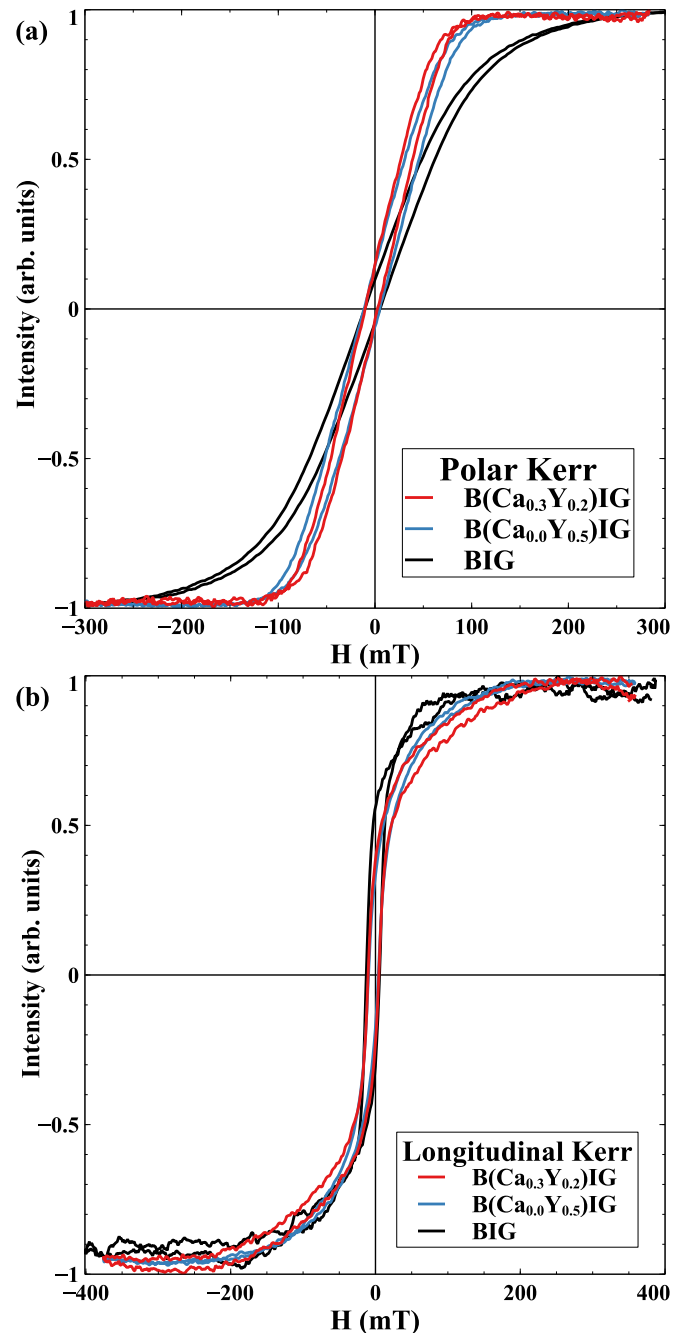 (a)
1
0.5
0
−0.5
−1
Intensity (arb. units)
Polar Kerr
B(Ca0.3Y0.2)IG
B(Ca0.0Y0.5)IG
BIG
−300 −200 −100 0 100 200 300
H (mT)
(b)
1
0.5
0
−0.5
−1
Intensity (arb. units)
Longitudinal Kerr
B(Ca0.3Y0.2)IG
B(Ca0.0Y0.5)IG
BIG
−400 −200 0 200 400
H (mT)